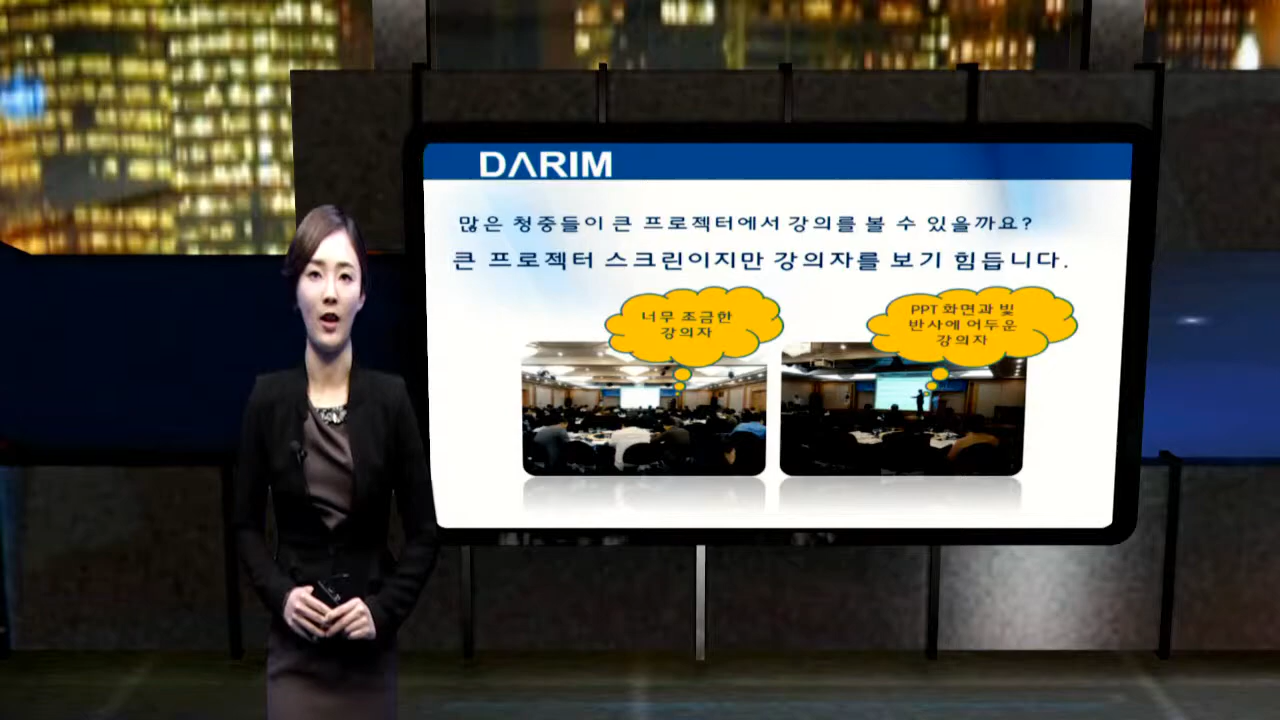 DARIM
많은 청중들이 큰 프로젝터에서 강의를 볼 수 있을까요?
큰 프로젝터 스크린이지만 강의자를 보기 힘듭니다.
너무 조금한
강의자
PPT 화면과 빛
반사에 어두운
강의자